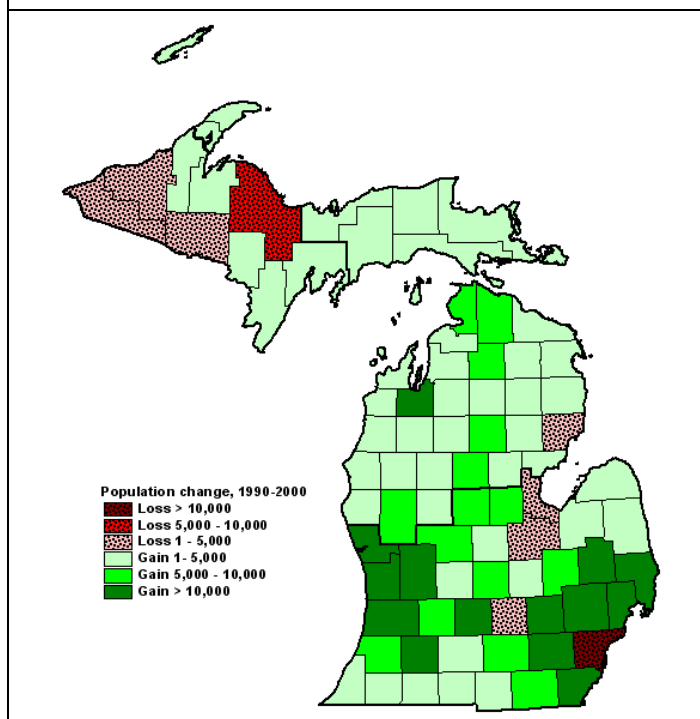 Population change, 1990-2000
Loss > 10,000
Loss 5,000 - 10,000
Loss 1 - 5,000
Gain 1- 5,000
Gain 5,000 - 10,000
Gain > 10,000